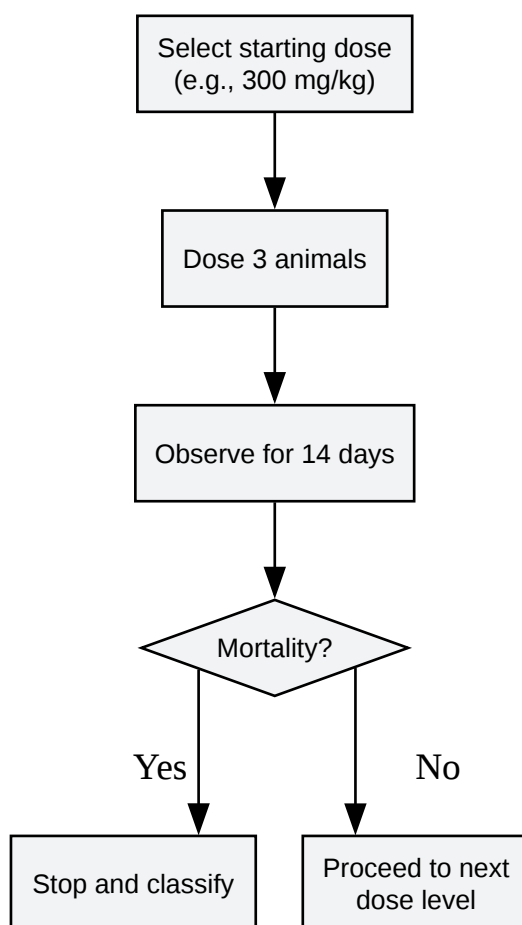 Select starting dose
(e.g., 300 mg/kg)
Dose 3 animals
Observe for 14 days
Mortality?
Yes
No
Stop and classify
Proceed to next
dose level